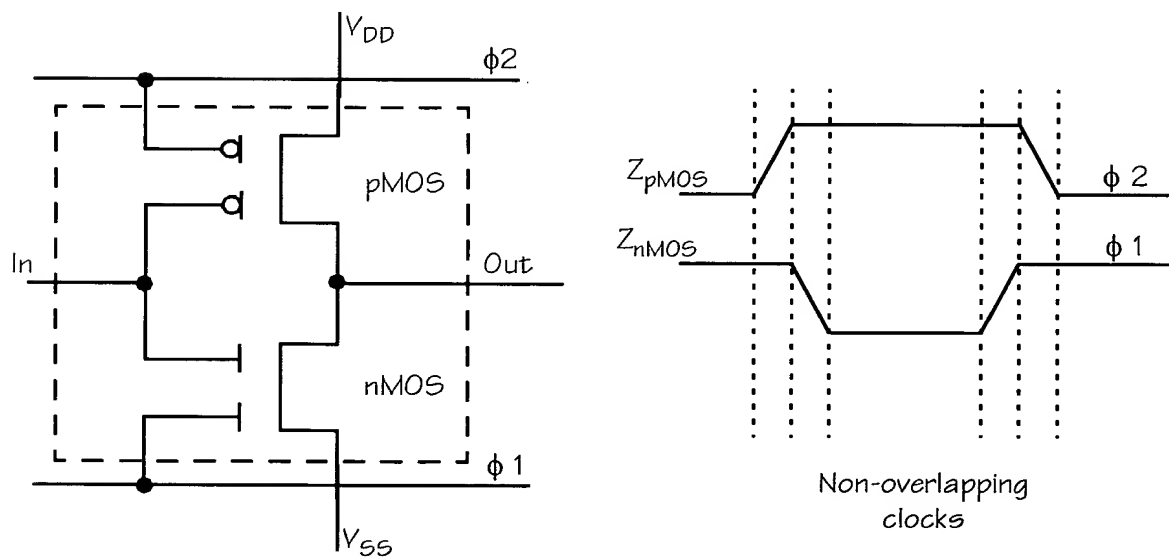 V_DD
ϕ2
pMOS
In
Out
nMOS
ϕ1
V_SS
Z_pMOS
ϕ 2
Z_nMOS
ϕ 1
Non-overlapping
clocks